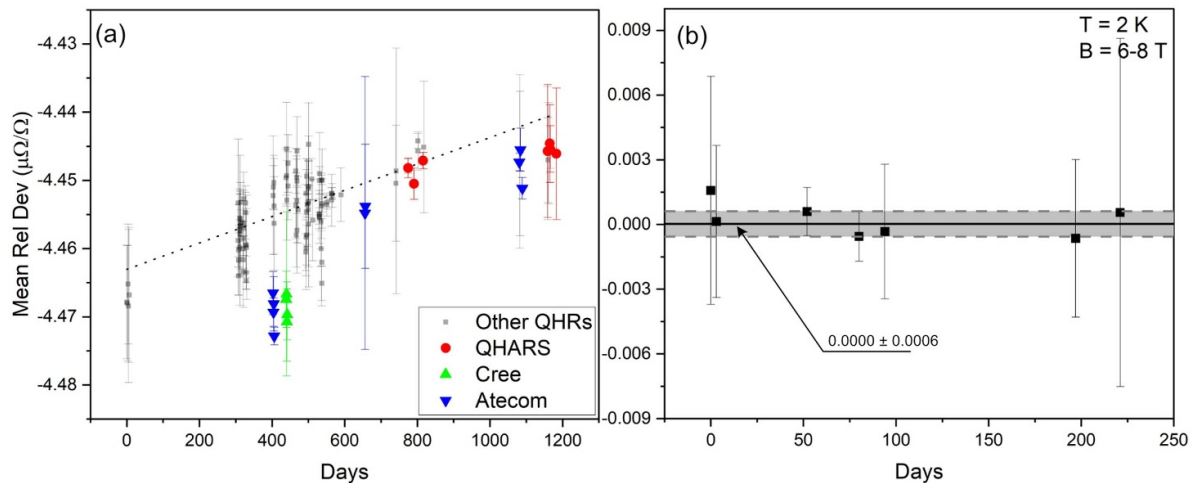 (a)
-4.43
-4.44
-4.45
-4.46
-4.47
-4.48
Mean Rel Dev (μΩ/Ω)
0
200
400
600
800
1000
1200
Days
Other QHRs
QHARS
Cree
Atecom
(b)
T = 2 K
B = 6-8 T
0.009
0.006
0.003
0.000
-0.003
-0.006
-0.009
0.0000 ± 0.0006
0
50
100
150
200
250
Days